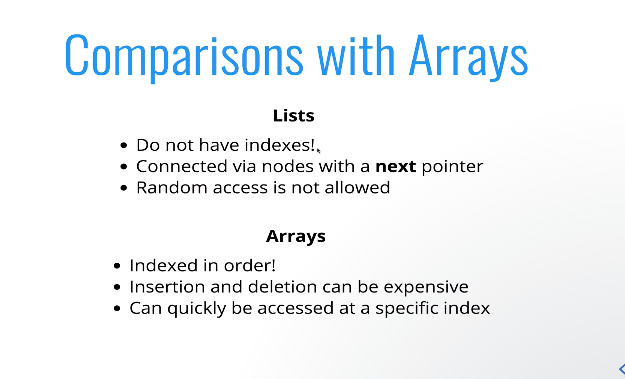 Comparisons with Arrays
Lists
• Do not have indexes!
• Connected via nodes with a next pointer
• Random access is not allowed
Arrays
• Indexed in order!
• Insertion and deletion can be expensive
• Can quickly be accessed at a specific index